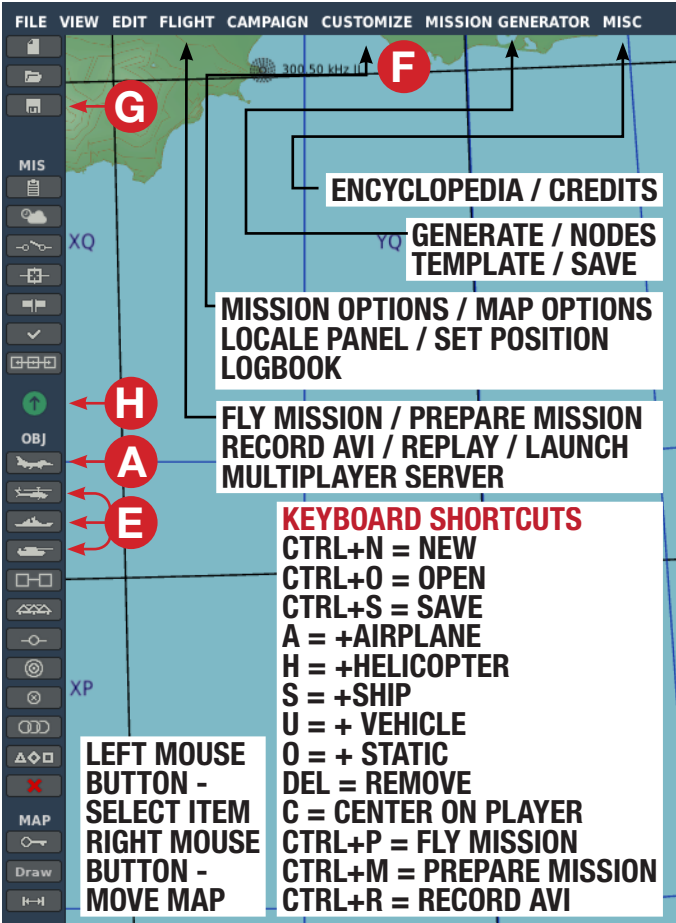 FILE VIEW EDIT FLIGHT CAMPAIGN CUSTOMIZE MISSION GENERATOR MISC
300.50 kHz IL
F
G
MIS
ENCYCLOPEDIA / CREDITS
XQ
YQ
GENERATE / NODES
TEMPLATE / SAVE
MISSION OPTIONS / MAP OPTIONS
LOCALE PANEL / SET POSITION
LOGBOOK
H
FLY MISSION / PREPARE MISSION
RECORD AVI / REPLAY / LAUNCH
MULTIPLAYER SERVER
OBJ
A
E
KEYBOARD SHORTCUTS
CTRL+N = NEW
CTRL+O = OPEN
CTRL+S = SAVE
A = +AIRPLANE
H = +HELICOPTER
S = +SHIP
U = + VEHICLE
O = + STATIC
DEL = REMOVE
C = CENTER ON PLAYER
CTRL+P = FLY MISSION
CTRL+M = PREPARE MISSION
CTRL+R = RECORD AVI
XP
LEFT MOUSE
BUTTON -
SELECT ITEM
RIGHT MOUSE
BUTTON -
MOVE MAP
MAP
Draw